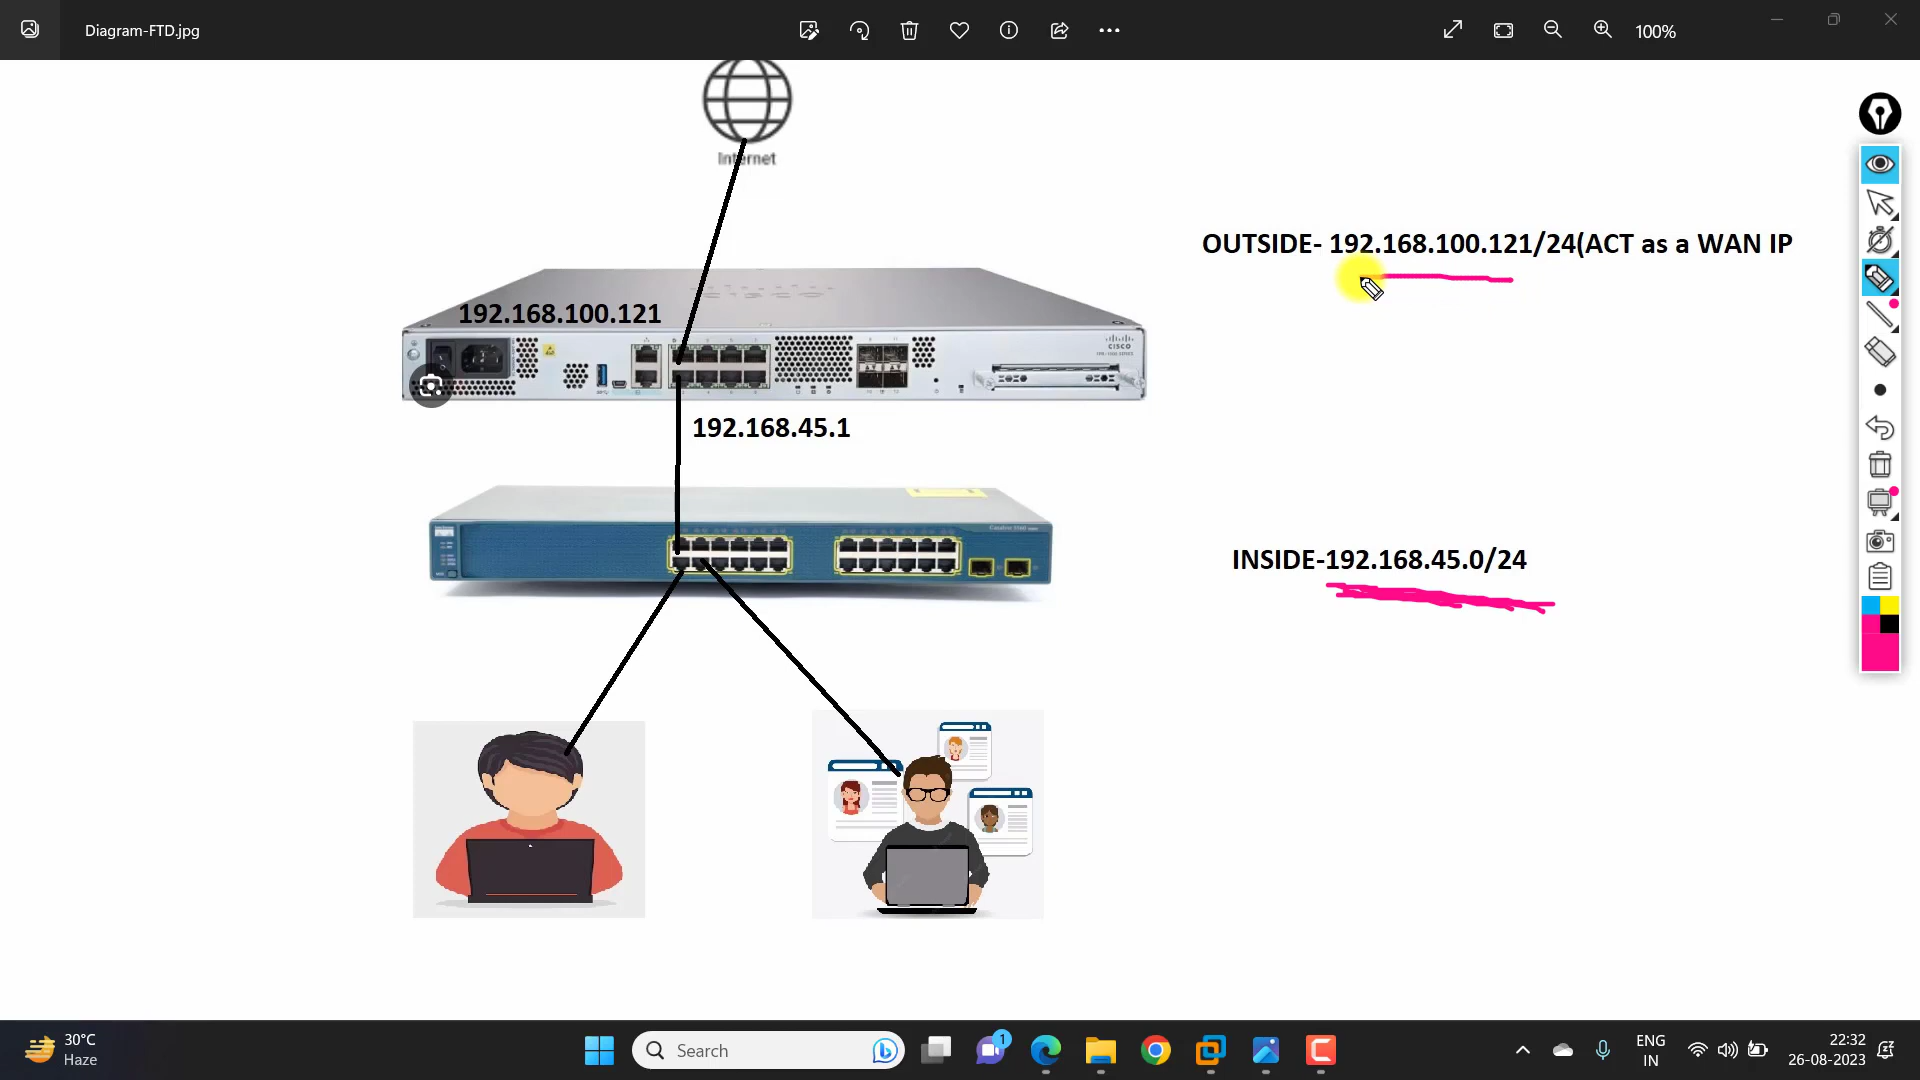 Diagram-FTD.jpg
100%
Internet
OUTSIDE- 192.168.100.121/24(ACT as a WAN IP
192.168.100.121
CISCO
192.168.45.1
INSIDE-192.168.45.0/24
30°C
Haze
Search
1
ENG
IN
22:32
26-08-2023